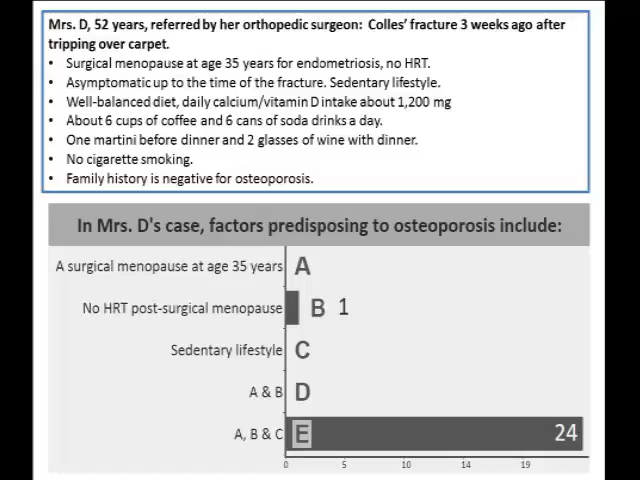 Mrs. D, 52 years, referred by her orthopedic surgeon: Colles' fracture 3 weeks ago after
tripping over carpet.
• Surgical menopause at age 35 years for endometriosis, no HRT.
• Asymptomatic up to the time of the fracture. Sedentary lifestyle.
• Well-balanced diet, daily calcium/vitamin D intake about 1,200 mg
• About 6 cups of coffee and 6 cans of soda drinks a day.
• One martini before dinner and 2 glasses of wine with dinner.
• No cigarette smoking.
• Family history is negative for osteoporosis.
In Mrs. D's case, factors predisposing to osteoporosis include:
A surgical menopause at age 35 years A
No HRT post-surgical menopause B 1
Sedentary lifestyle C
A & B D
A, B & C E 24
0 5 10 14 19